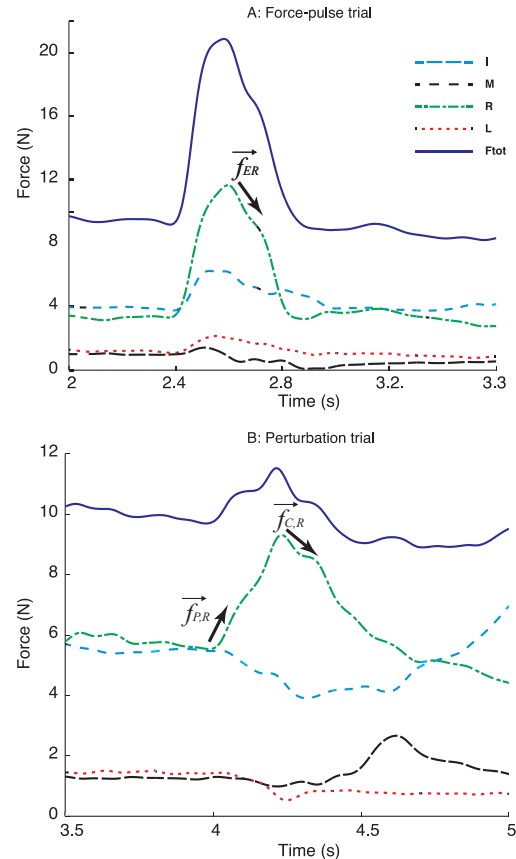 A: Force-pulse trial
20
16
12
8
4
0
Force (N)
I
M
R
L
Ftot
f_ER
2
2.4
2.8
3.2.
3.3
Time (s)
B: Perturbation trial
12
10
8
6
4
2
0
Force (N)
f_C,R
f_P,R
3.5
4
4.5
5
Time (s)